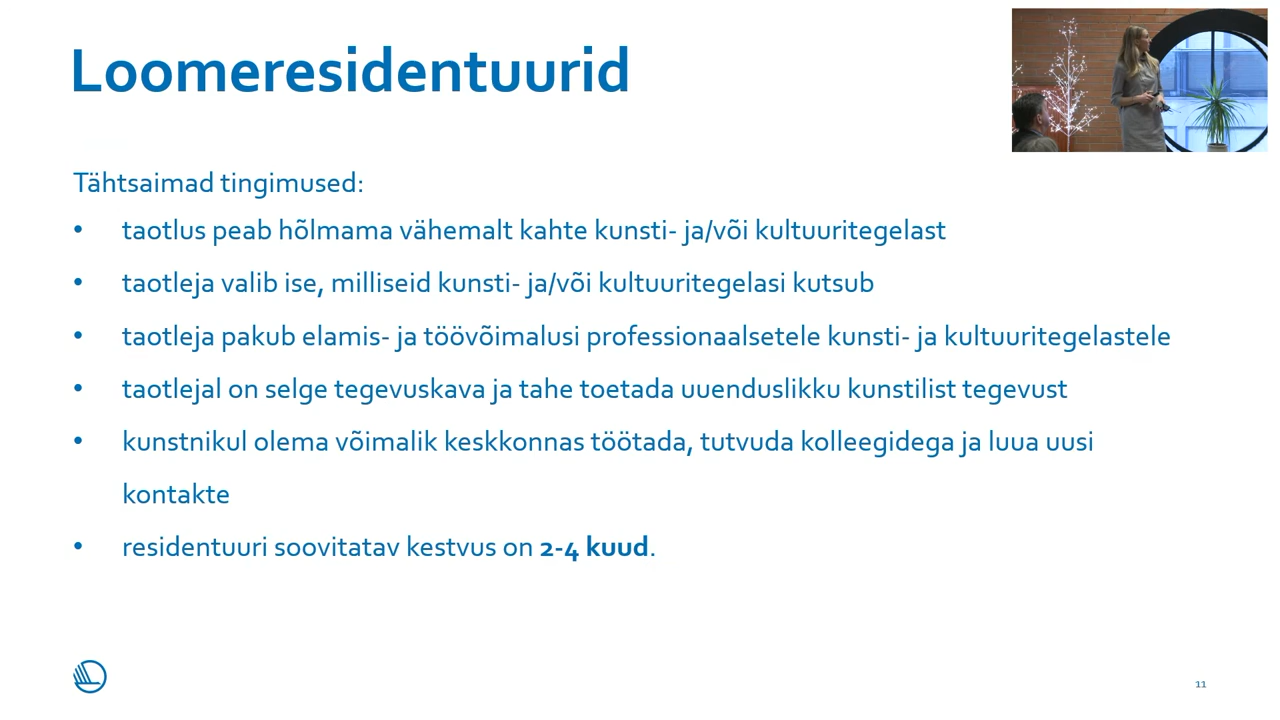 Loomeresidentuurid
Tähtsaimad tingimused:
• taotlus peab hõlmama vähemalt kahte kunsti- ja/või kultuuritegelast
• taotleja valib ise, milliseid kunsti- ja/või kultuuritegelasi kutsub
• taotleja pakub elamis- ja töövõimalusi professionaalsetele kunsti- ja kultuuritegelastele
• taotlejal on selge tegevuskava ja tahe toetada uuenduslikku kunstilist tegevust
• kunstnikul olema võimalik keskkonnas töötada, tutvuda kolleegidega ja luua uusi
kontakte
• residentuuri soovitatav kestvus on 2-4 kuud.
11